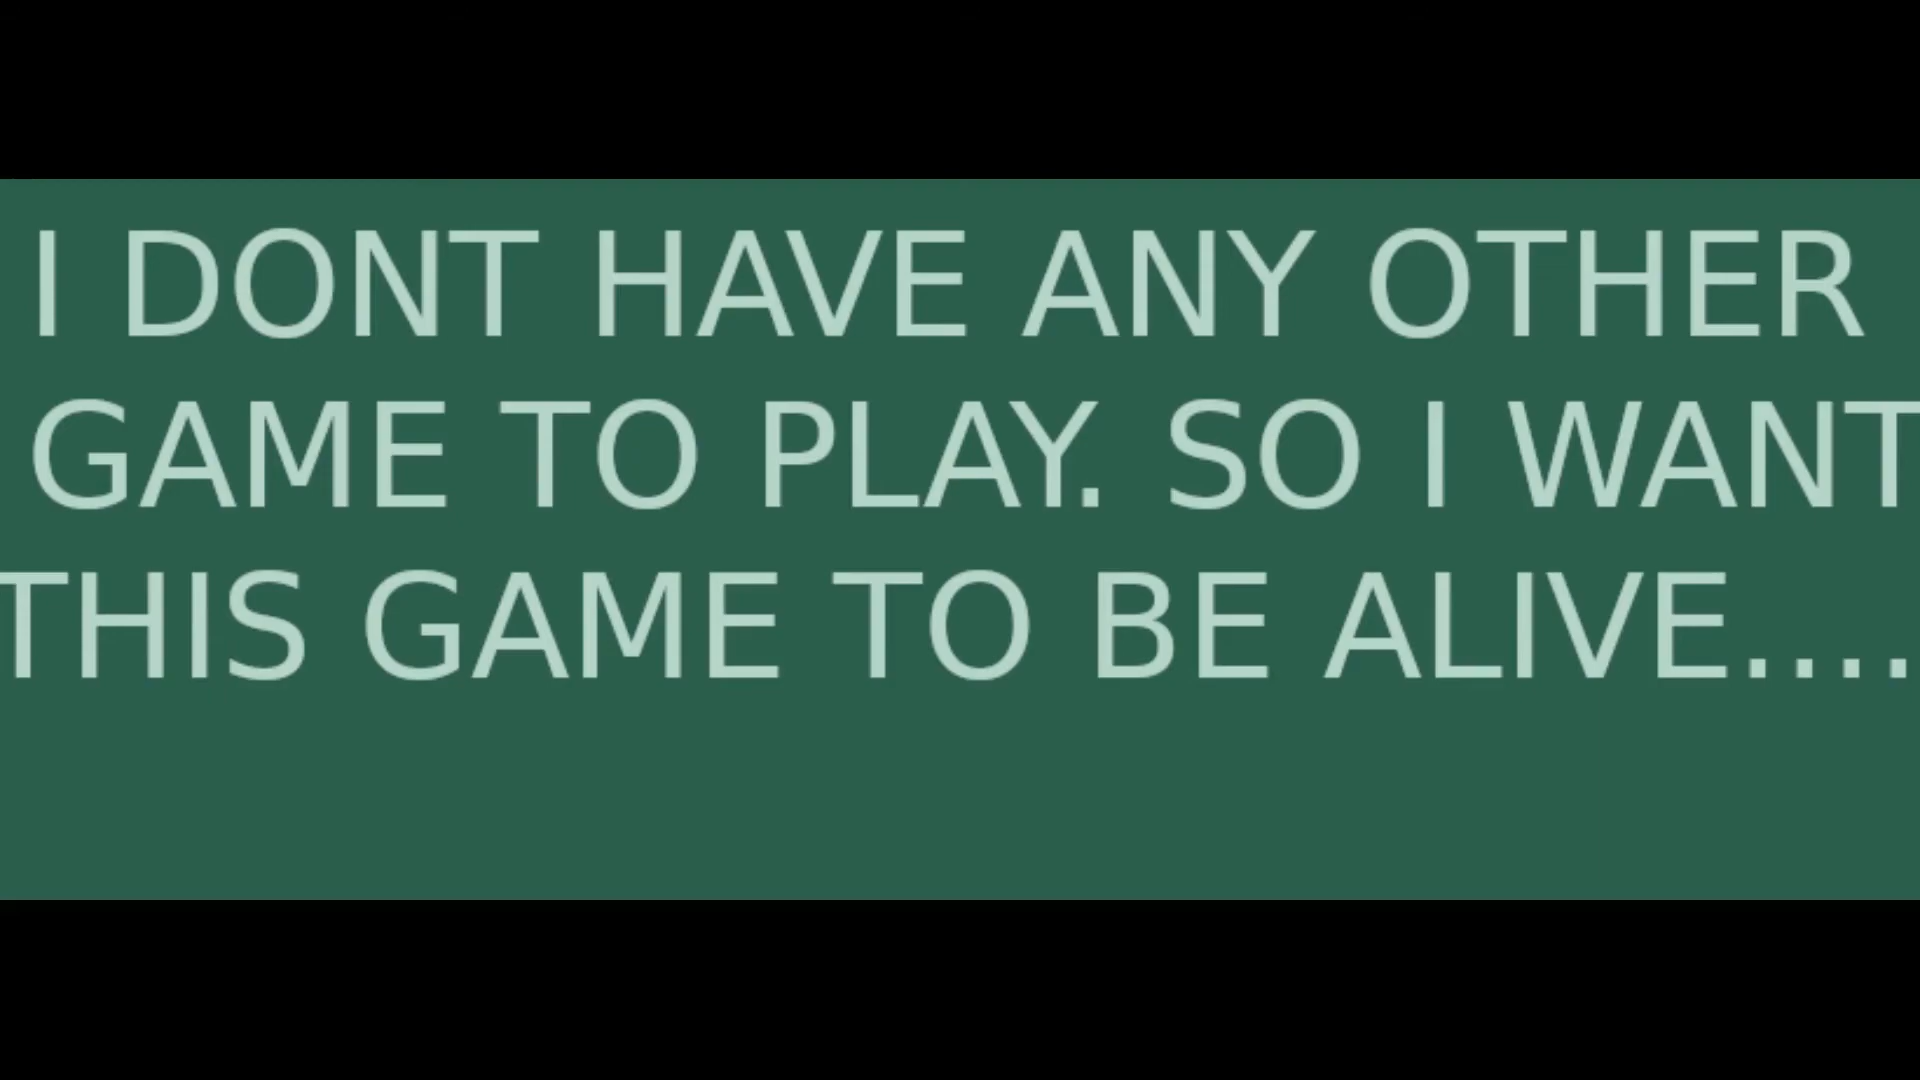 I DONT HAVE ANY OTHER
GAME TO PLAY. SO I WANT
THIS GAME TO BE ALIVE....